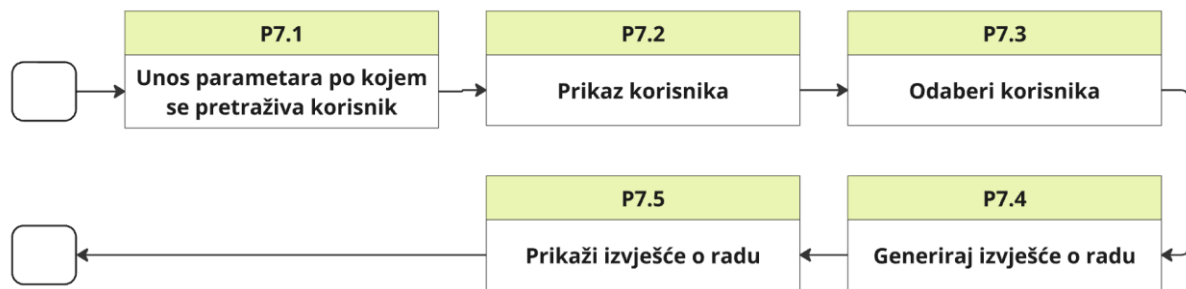 P7.1
Unos parametara po kojem
se pretraživa korisnik
P7.2
Prikaz korisnika
P7.3
Odaberi korisnika
P7.4
Generiraj izvješće o radu
P7.5
Prikaži izvješće o radu